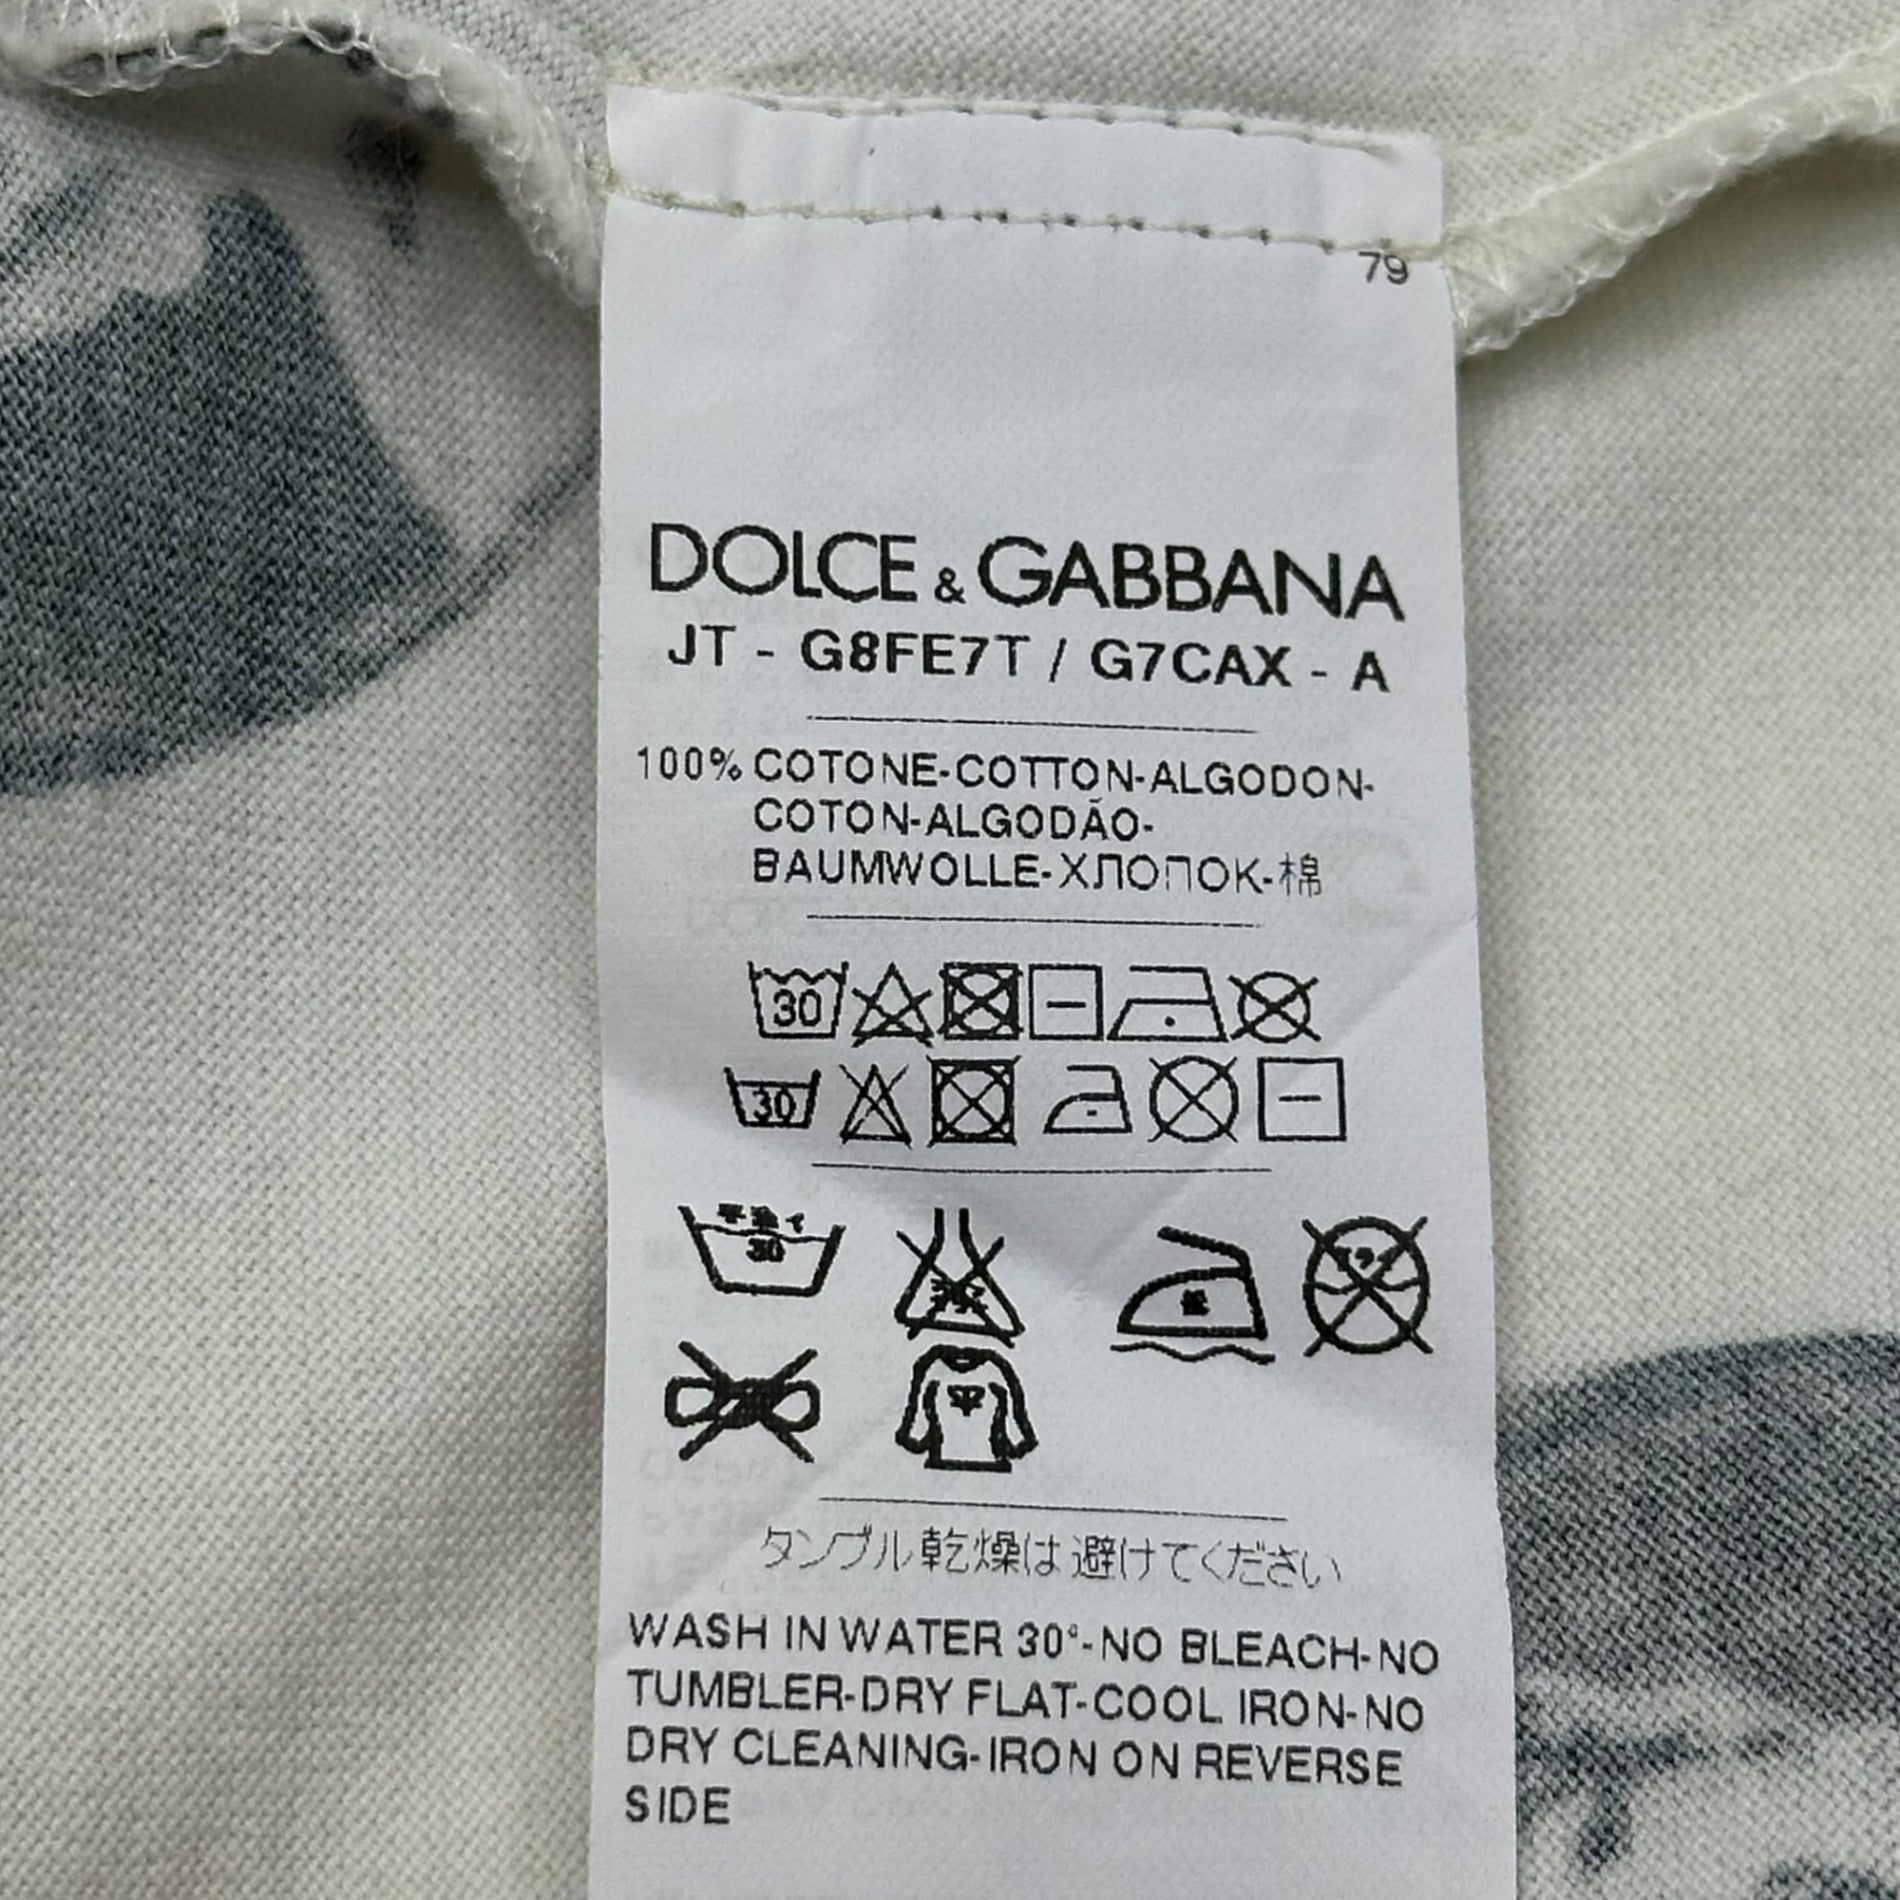 79
DOLCE & GABBANA
JT - G8FE7T / G7CAX - A
100% COTONE-COTTON-ALGODON-
COTON-ALGODÃO-
BAUMWOLLE-ХЛОПОК-棉
30
30
30
タンブル乾燥は避けてください
WASH IN WATER 30°-NO BLEACH-NO
TUMBLER-DRY FLAT-COOL IRON-NO
DRY CLEANING-IRON ON REVERSE
SIDE